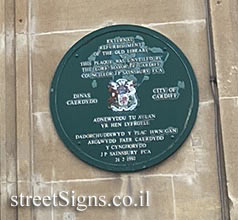 EXTERNAL
REFURBISHMENT
OF THE OLD LIBRARY
THIS PLAQUE WAS UNVEILED BY
THE LORD MAYOR OF CARDIFF
COUNCILLOR J P SAINSBURY FCA
DINAS
CAERDYDD
CITY OF
CARDIFF
ADNEWYDDU TU ALLAN
YR HEN LYFRGELL
DADORCHUDDIWYD Y PLAC HWN GAN
ARGLWYDD FAER CAERDYDD
Y CYNGHORYDD
J P SAINSBURY FCA
streetSigns.co.il